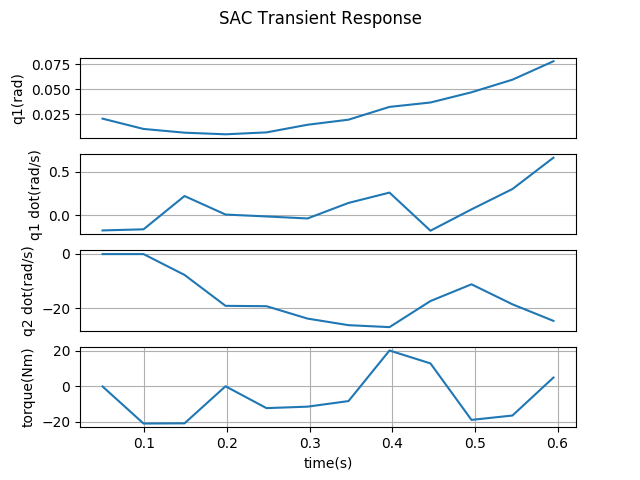 SAC Transient Response
0.075
0.050
0.025
q1(rad)
0.5
0.0
q1 dot(rad/s)
0
−20
q2 dot(rad/s)
20
0
−20
torque(Nm)
0.1 0.2 0.3 0.4 0.5 0.6
time(s)